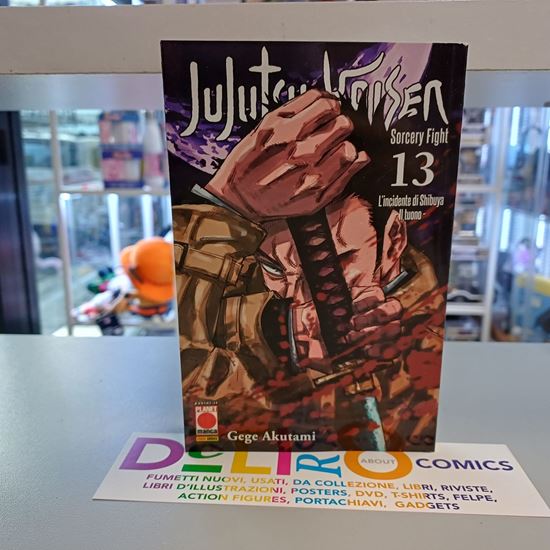 JUJUTSU KAISEN
Sorcery Fight
13
L'incidente di Shibuya
- Il tuono -
PLANET
manga
Gege Akutami
DELIRO ABOUT COMICS
FUMETTI NUOVI, USATI, DA COLLEZIONE, LIBRI, RIVISTE,
LIBRI D'ILLUSTRAZIONI, POSTERS, DVD, T-SHIRTS, FELPE,
ACTION FIGURES, PORTACHIAVI, GADGETS